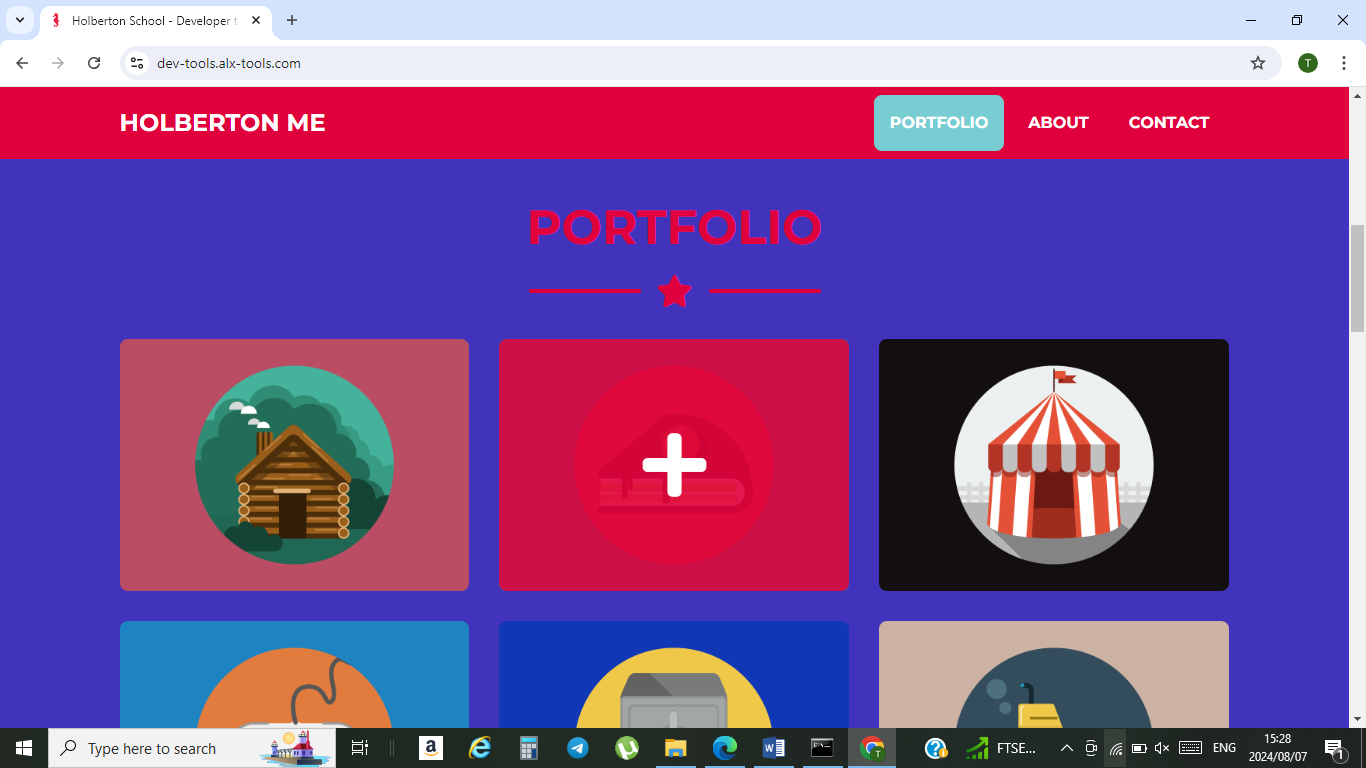 Holberton School - Developer t
dev-tools.alx-tools.com
T
HOLBERTON ME
PORTFOLIO
ABOUT
CONTACT
PORTFOLIO
Type here to search
a
W
T
FTSE...
ENG
15:28
2024/08/07
1